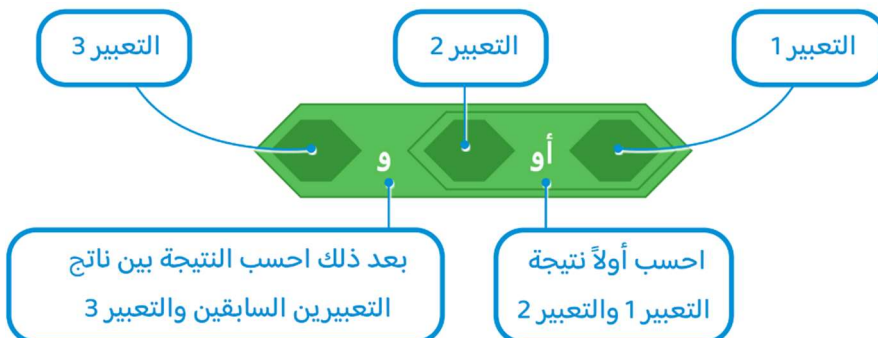 التعبير 1
التعبير 2
التعبير 3
أو
و
احسب أولاً نتيجة
التعبير 1 والتعبير 2
بعد ذلك احسب النتيجة بين ناتج
التعبيرين السابقين والتعبير 3